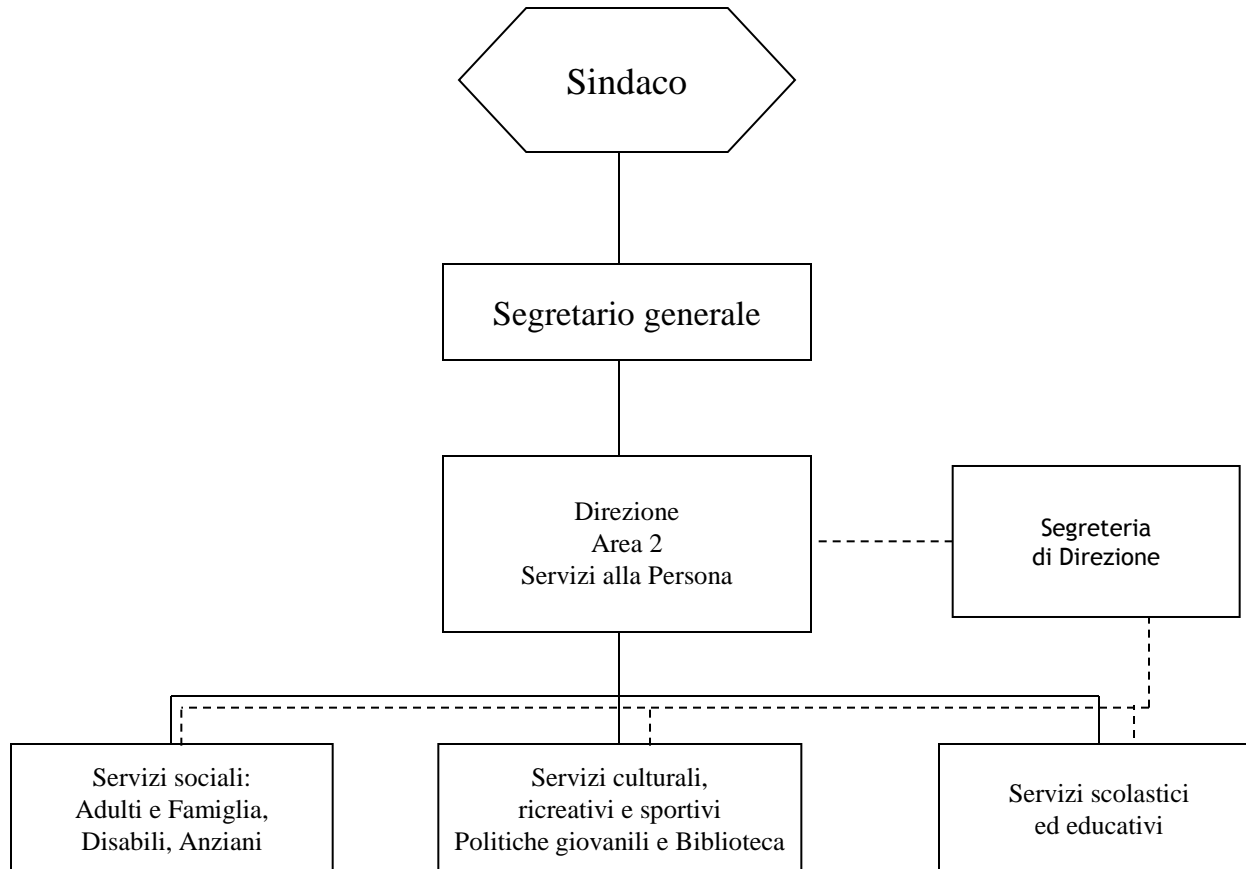 Sindaco
Segretario generale
Direzione
Area 2
Servizi alla Persona
Segreteria
di Direzione
Servizi sociali:
Adulti e Famiglia,
Disabili, Anziani
Servizi culturali,
ricreativi e sportivi
Politiche giovanili e Biblioteca
Servizi scolastici
ed educativi